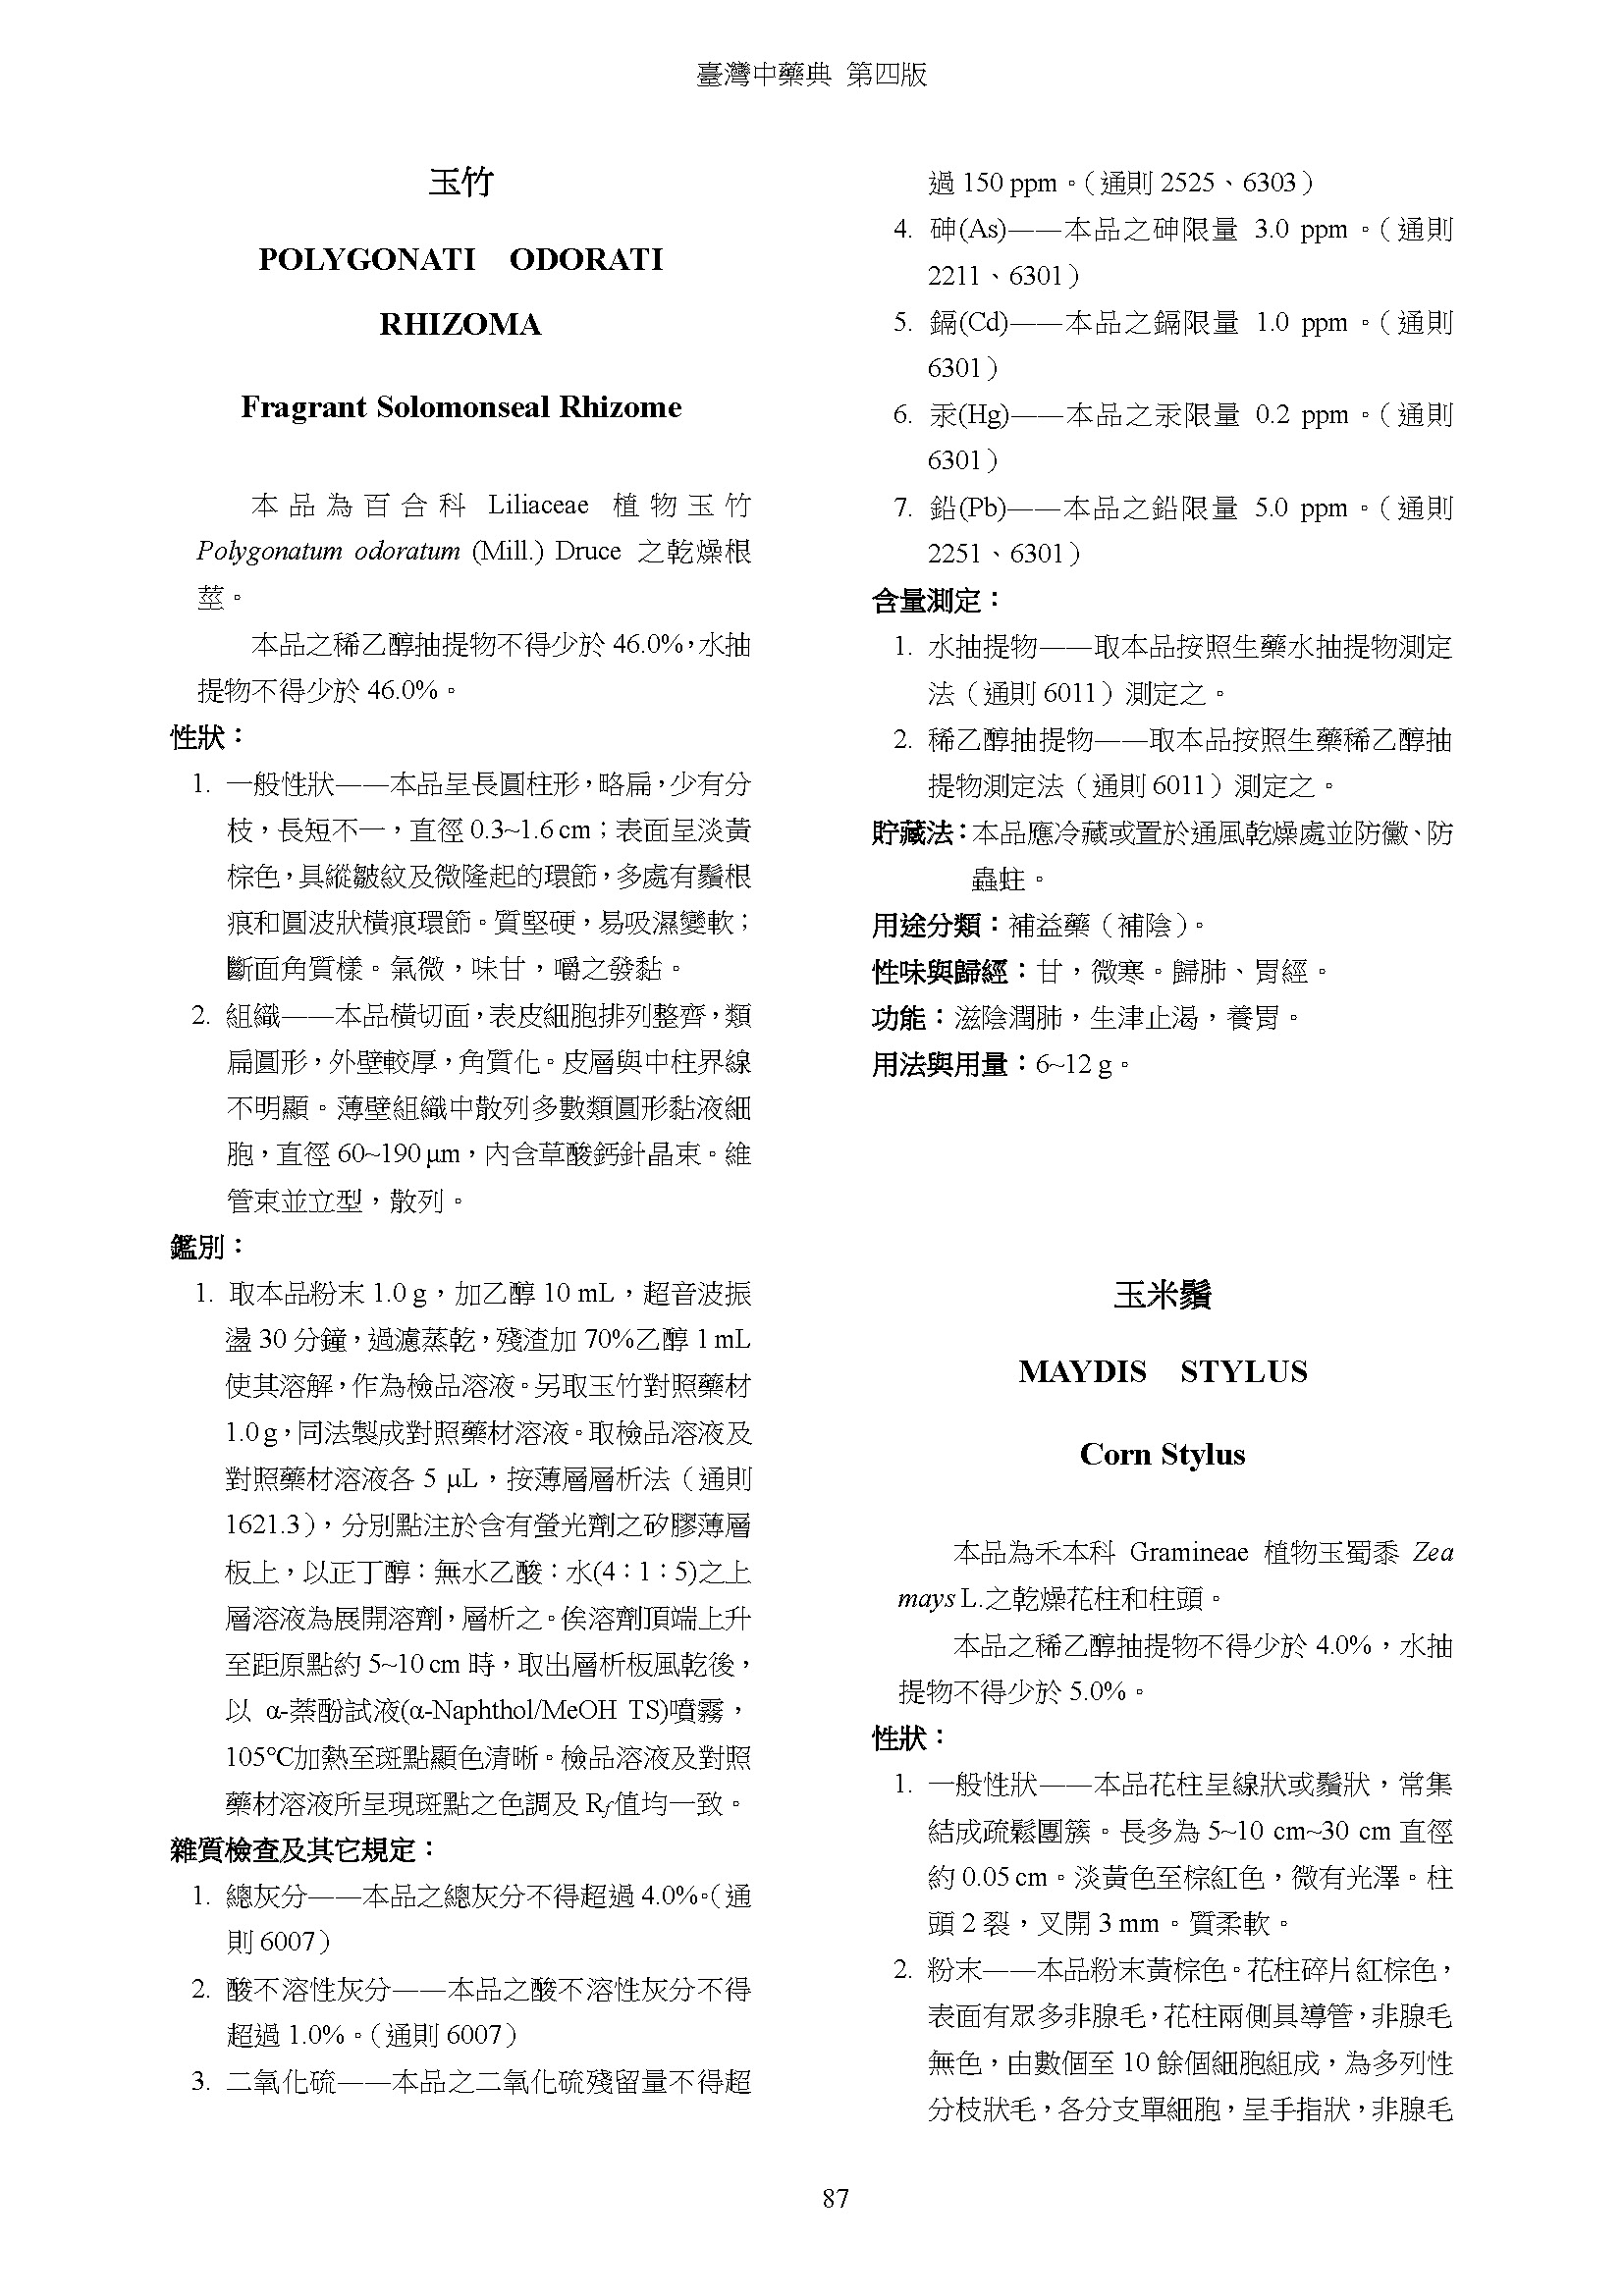 臺灣中藥典 第四版
玉竹
POLYGONATI ODORATI
RHIZOMA
Fragrant Solomonseal Rhizome
本品為百合科 Liliaceae 植物玉竹
Polygonatum odoratum (Mill.) Druce 之乾燥根
莖。
本品之稀乙醇抽提物不得少於 46.0%，水抽
提物不得少於 46.0%。
性狀：
1. 一般性狀——本品呈長圓柱形，略扁，少有分
枝，長短不一，直徑 0.3~1.6 cm；表面呈淡黃
棕色，具縱皺紋及微隆起的環節，多處有鬚根
痕和圓波狀橫痕環節。質堅硬，易吸濕變軟；
斷面角質樣。氣微，味甘，嚼之發黏。
2. 組織——本品橫切面，表皮細胞排列整齊，類
扁圓形，外壁較厚，角質化。皮層與中柱界線
不明顯。薄壁組織中散列多數類圓形黏液細
胞，直徑 60~190 μm，內含草酸鈣針晶束。維
管束並立型，散列。
鑑別：
1. 取本品粉末 1.0 g，加乙醇 10 mL，超音波振
盪 30 分鐘，過濾蒸乾，殘渣加 70%乙醇 1 mL
使其溶解，作為檢品溶液。另取玉竹對照藥材
1.0 g，同法製成對照藥材溶液。取檢品溶液及
對照藥材溶液各 5 μL，按薄層層析法（通則
1621.3），分別點注於含有螢光劑之矽膠薄層
板上，以正丁醇：無水乙酸：水(4：1：5)之上
層溶液為展開溶劑，層析之。俟溶劑頂端上升
至距原點約 5~10 cm 時，取出層析板風乾後，
以 α-萘酚試液(α-Naphthol/MeOH TS)噴霧，
105℃加熱至斑點顯色清晰。檢品溶液及對照
藥材溶液所呈現斑點之色調及 Rf值均一致。
雜質檢查及其它規定：
1. 總灰分——本品之總灰分不得超過 4.0%。（通
則 6007）
2. 酸不溶性灰分——本品之酸不溶性灰分不得
超過 1.0%。（通則 6007）
3. 二氧化硫——本品之二氧化硫殘留量不得超
過 150 ppm。（通則 2525、6303）
4. 砷(As)——本品之砷限量 3.0 ppm。（通則
2211、6301）
5. 鎘(Cd)——本品之鎘限量 1.0 ppm。（通則
6301）
6. 汞(Hg)——本品之汞限量 0.2 ppm。（通則
6301）
7. 鉛(Pb)——本品之鉛限量 5.0 ppm。（通則
2251、6301）
含量測定：
1. 水抽提物——取本品按照生藥水抽提物測定
法（通則 6011）測定之。
2. 稀乙醇抽提物——取本品按照生藥稀乙醇抽
提物測定法（通則 6011）測定之。
貯藏法：本品應冷藏或置於通風乾燥處並防黴、防
蟲蛀。
用途分類：補益藥（補陰）。
性味與歸經：甘，微寒。歸肺、胃經。
功能：滋陰潤肺，生津止渴，養胃。
用法與用量：6~12 g。
玉米鬚
MAYDIS STYLUS
Corn Stylus
本品為禾本科 Gramineae 植物玉蜀黍 Zea
mays L.之乾燥花柱和柱頭。
本品之稀乙醇抽提物不得少於 4.0%，水抽
提物不得少於 5.0%。
性狀：
1. 一般性狀——本品花柱呈線狀或鬚狀，常集
結成疏鬆團簇。長多為 5~10 cm~30 cm 直徑
約 0.05 cm。淡黃色至棕紅色，微有光澤。柱
頭 2 裂，叉開 3 mm。質柔軟。
2. 粉末——本品粉末黃棕色。花柱碎片紅棕色，
表面有眾多非腺毛，花柱兩側具導管，非腺毛
無色，由數個至 10 餘個細胞組成，為多列性
分枝狀毛，各分支單細胞，呈手指狀，非腺毛
87